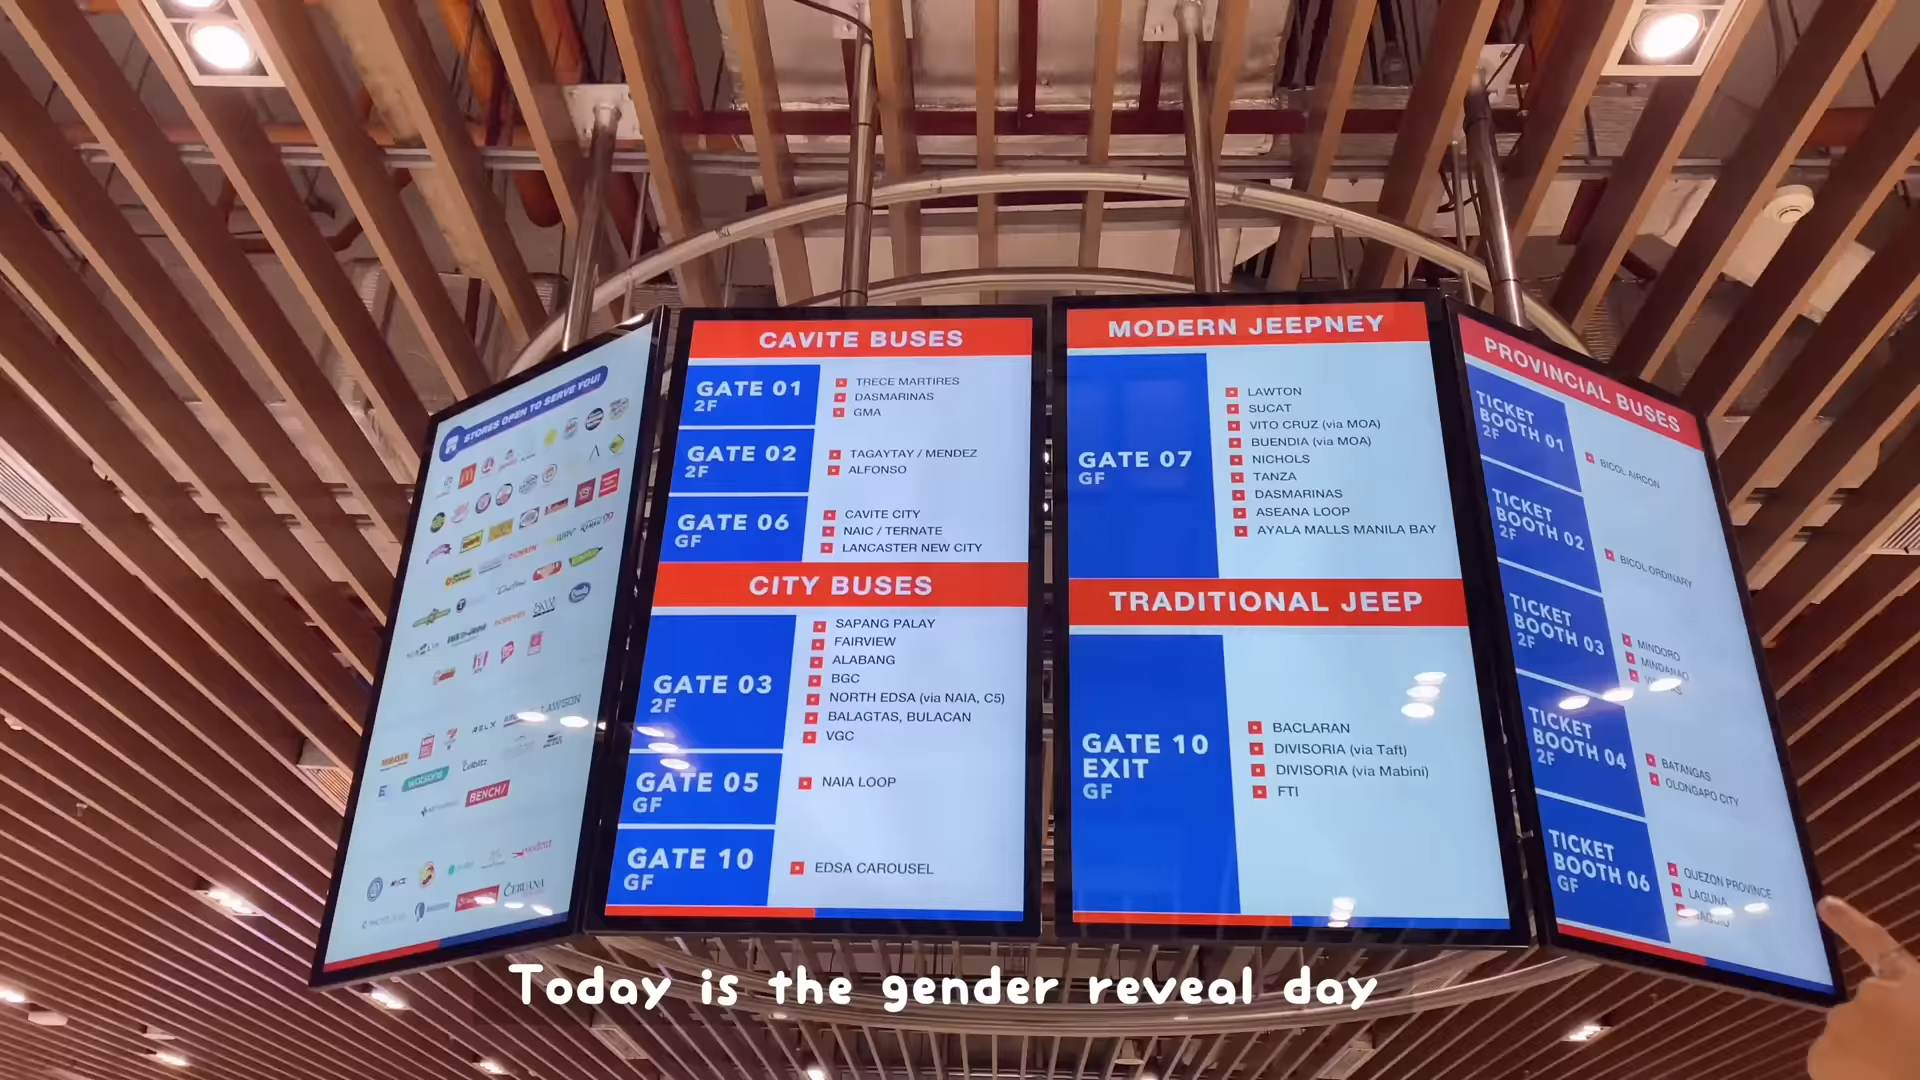 STORES OPEN TO SERVE YOU!
DUNKIN'
LAWSON
RELX
watsons
BENCH/
CEBUANA
CAVITE BUSES
GATE 01
2F
TRECE MARTIRES
DASMARINAS
GMA
GATE 02
2F
TAGAYTAY / MENDEZ
ALFONSO
GATE 06
GF
CAVITE CITY
NAIC / TERNATE
LANCASTER NEW CITY
CITY BUSES
GATE 03
2F
SAPANG PALAY
FAIRVIEW
ALABANG
BGC
NORTH EDSA (via NAIA, C5)
BALAGTAS, BULACAN
VGC
GATE 05
GF
NAIA LOOP
GATE 10
GF
EDSA CAROUSEL
MODERN JEEPNEY
GATE 07
GF
LAWTON
SUCAT
VITO CRUZ (via MOA)
BUENDIA (via MOA)
NICHOLS
TANZA
DASMARINAS
ASEANA LOOP
AYALA MALLS MANILA BAY
TRADITIONAL JEEP
GATE 10
EXIT
GF
BACLARAN
DIVISORIA (via Taft)
DIVISORIA (via Mabini)
FTI
PROVINCIAL BUSES
TICKET
BOOTH 01
2F
BICOL AIRCON
TICKET
BOOTH 02
2F
BICOL ORDINARY
TICKET
BOOTH 03
2F
MINDORO
MINDANAO
TICKET
BOOTH 04
2F
BATANGAS
OLONGAPO CITY
TICKET
BOOTH 06
GF
QUEZON PROVINCE
LAGUNA
Today is the gender reveal day